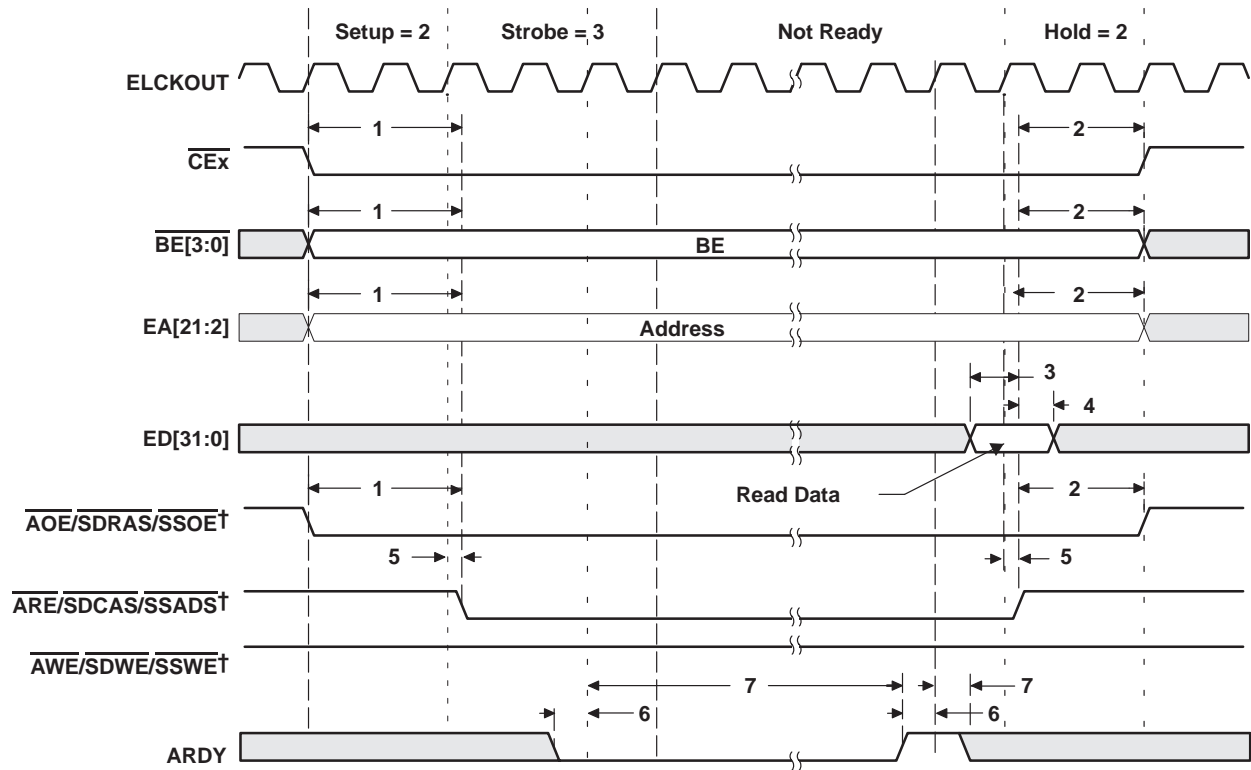 Setup = 2 Strobe = 3 Not Ready Hold = 2
ELCKOUT
1 2
CEx
1 2
BE[3:0] BE
1 2
EA[21:2] Address
3
4
ED[31:0]
1 Read Data 2
AOE/SDRAS/SSOE†
5 5
ARE/SDCAS/SSADS†
AWE/SDWE/SSWE†
7 7
6 6
ARDY